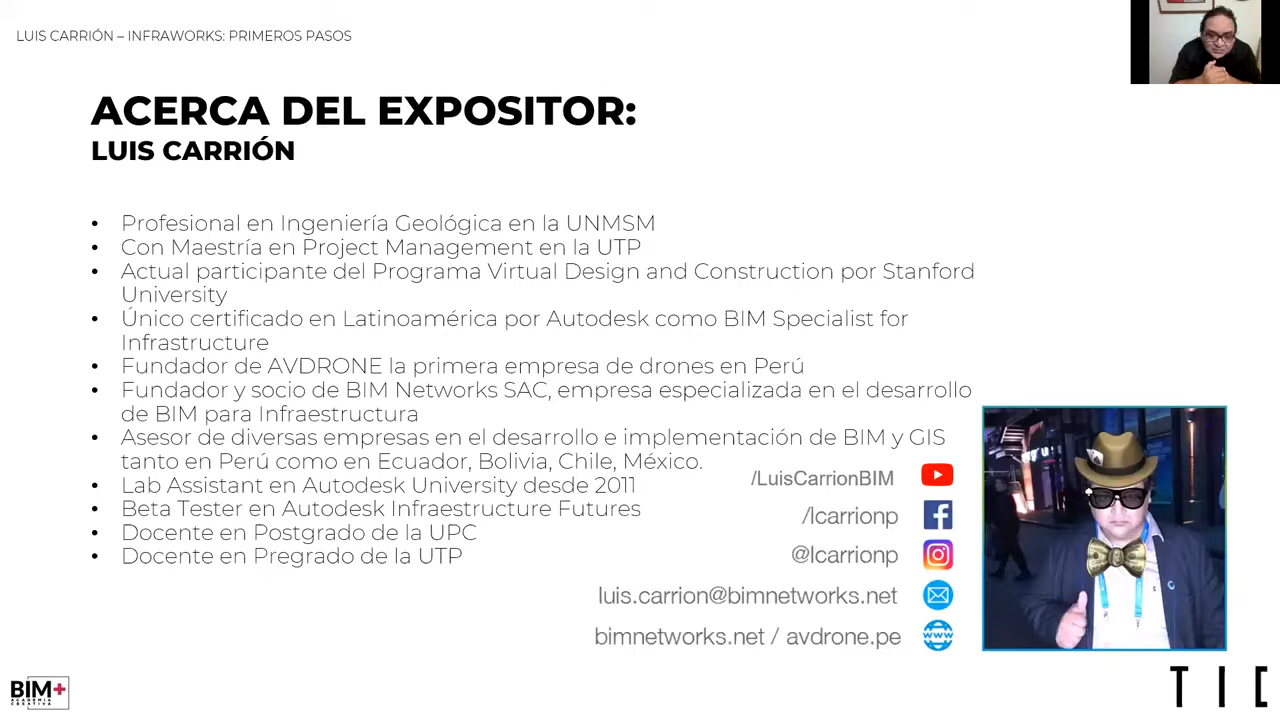 LUIS CARRIÓN – INFRAWORKS: PRIMEROS PASOS
ACERCA DEL EXPOSITOR:
LUIS CARRIÓN
• Profesional en Ingeniería Geológica en la UNMSM
• Con Maestría en Project Management en la UTP
• Actual participante del Programa Virtual Design and Construction por Stanford
University
• Único certificado en Latinoamérica por Autodesk como BIM Specialist for
Infrastructure
• Fundador de AVDRONE la primera empresa de drones en Perú
• Fundador y socio de BIM Networks SAC, empresa especializada en el desarrollo
de BIM para Infraestructura
• Asesor de diversas empresas en el desarrollo e implementación de BIM y GIS
tanto en Perú como en Ecuador, Bolivia, Chile, México.
• Lab Assistant en Autodesk University desde 2011
• Beta Tester en Autodesk Infrastructure Futures
• Docente en Postgrado de la UPC
• Docente en Pregrado de la UTP
/LuisCarrionBIM
/lcarrionp
@lcarrionp
luis.carrion@bimnetworks.net
bimnetworks.net / avdrone.pe
WWW
BIM+
ACADEMIA
CREATIVA
TIC